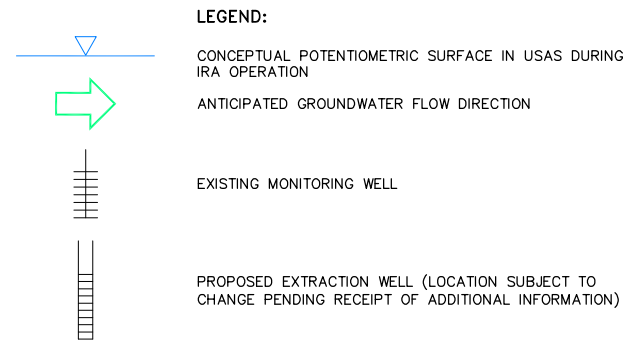 LEGEND:
CONCEPTUAL POTENTIOMETRIC SURFACE IN USAS DURING
IRA OPERATION
ANTICIPATED GROUNDWATER FLOW DIRECTION
EXISTING MONITORING WELL
PROPOSED EXTRACTION WELL (LOCATION SUBJECT TO
CHANGE PENDING RECEIPT OF ADDITIONAL INFORMATION)